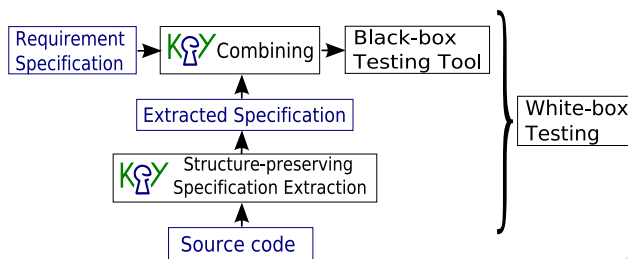 Requirement
Specification
KeY Combining
Black-box
Testing Tool
White-box
Testing
Extracted Specification
KeY Structure-preserving
Specification Extraction
Source code